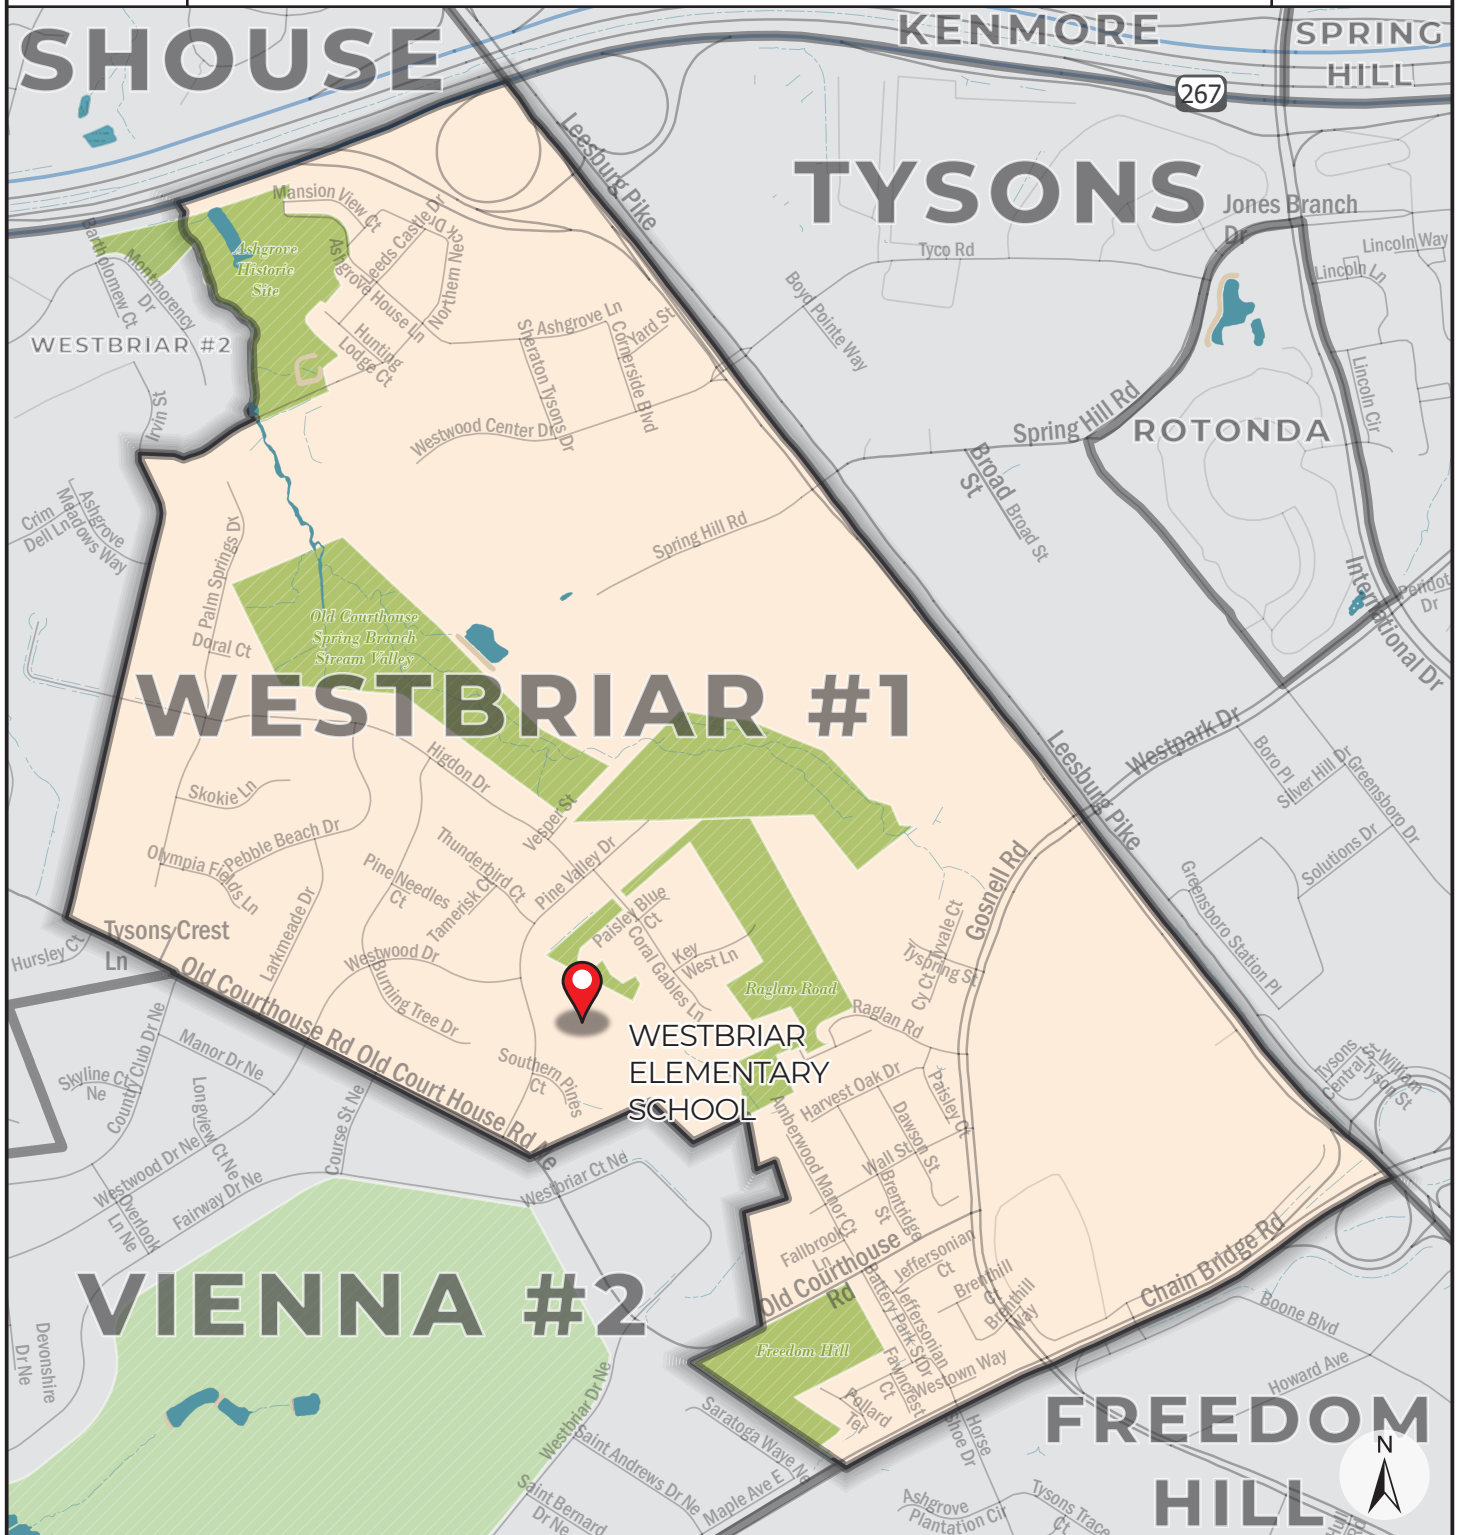 SHOUSE
KENMORE
SPRING
HILL
267
Leesburg Pike
TYSONS
Jones Branch
Dr
Lincoln Way
Lincoln Ln
Tyco Rd
Boyd Pointe Way
Mansion View Ct
Leeds Castle Dr
Ashgrove House Ln
Northern Neck Dr
Ashgrove
Historic
Site
Bartholomew Ct
Montmorency
Dr
WESTBRIAR #2
Hunting
Lodge Ct
Ashgrove Ln
Sheraton Tysons Dr
Cornerside Blvd
Yard St
Lincoln Cir
Irvin St
Westwood Center Dr
Spring Hill Rd
ROTONDA
Broad
St
Broad St
Crim
Dell Ln
Ashgrove
Meadows Way
Spring Hill Rd
Palm Springs Dr
International Dr
Peridot
Dr
Doral Ct
Old Courthouse
Spring Branch
Stream Valley
WESTBRIAR #1
Leesburg Pike
Westpark Dr
Boro Pl
Silver Hill Dr
Greensboro Dr
Higdon Dr
Skokie Ln
Vesper St
Pebble Beach Dr
Olympia Fields Ln
Thunderbird Ct
Pine Valley Dr
Pine Needles
Ct
Tamerisk Ct
Solutions Dr
Gosnell Rd
Greensboro Station Pl
Larkmeade Dr
Paisley Blue
Ct
Coral Gables Ln
Key
West Ln
Tyvale Ct
Tyspring St
Cy Ct
Tysons Crest
Ln
Hursley Ct
Westwood Dr
Burning Tree Dr
Raglan Road
Raglan Rd
Old Courthouse Rd
Old Court House Rd Ne
WESTBRIAR
ELEMENTARY
SCHOOL
Country Club Dr Ne
Manor Dr Ne
Skyline Ct
Ne
Longview Ct Ne
Course St Ne
Southern Pines
Ct
Harvest Oak Dr
Paisley Ct
Dawson St
Amberwood Manor Ct
Wall St
Brentridge
St
Tysons
Central St
William
Tyson St
Westwood Dr Ne
Overlook
Ln Ne
Fairway Dr Ne
Westbriar Ct Ne
Fallbrook
Ln
Old Courthouse
Rd
Jeffersonian
Ct
Brenthill
Ct
Brenthill
Way
Chain Bridge Rd
VIENNA #2
Battery Park St
Jeffersonian
Dr
Boone Blvd
Howard Ave
Devonshire
Dr Ne
Freedom Hill
Fawncrest
Ct
Westown Way
Pollard
Ter
Westbriar Dr Ne
Saratoga Wave Ne
Saint Andrews Dr Ne
Saint Bernard
Dr Ne
Maple Ave E
Horse
Shoe Dr
FREEDOM
HILL
Ashgrove
Plantation Cir
Tysons Trace
Ct
N